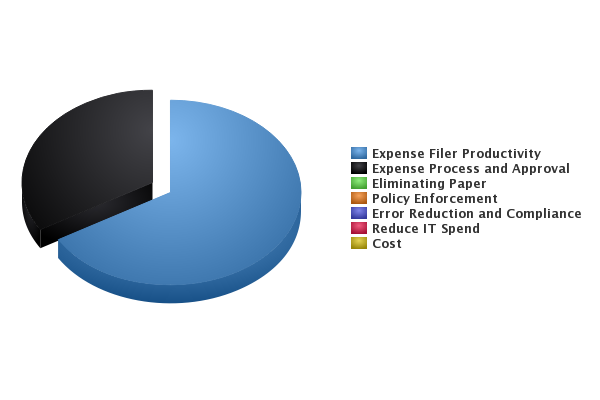 Expense Filer Productivity
Expense Process and Approval
Eliminating Paper
Policy Enforcement
Error Reduction and Compliance
Reduce IT Spend
Cost